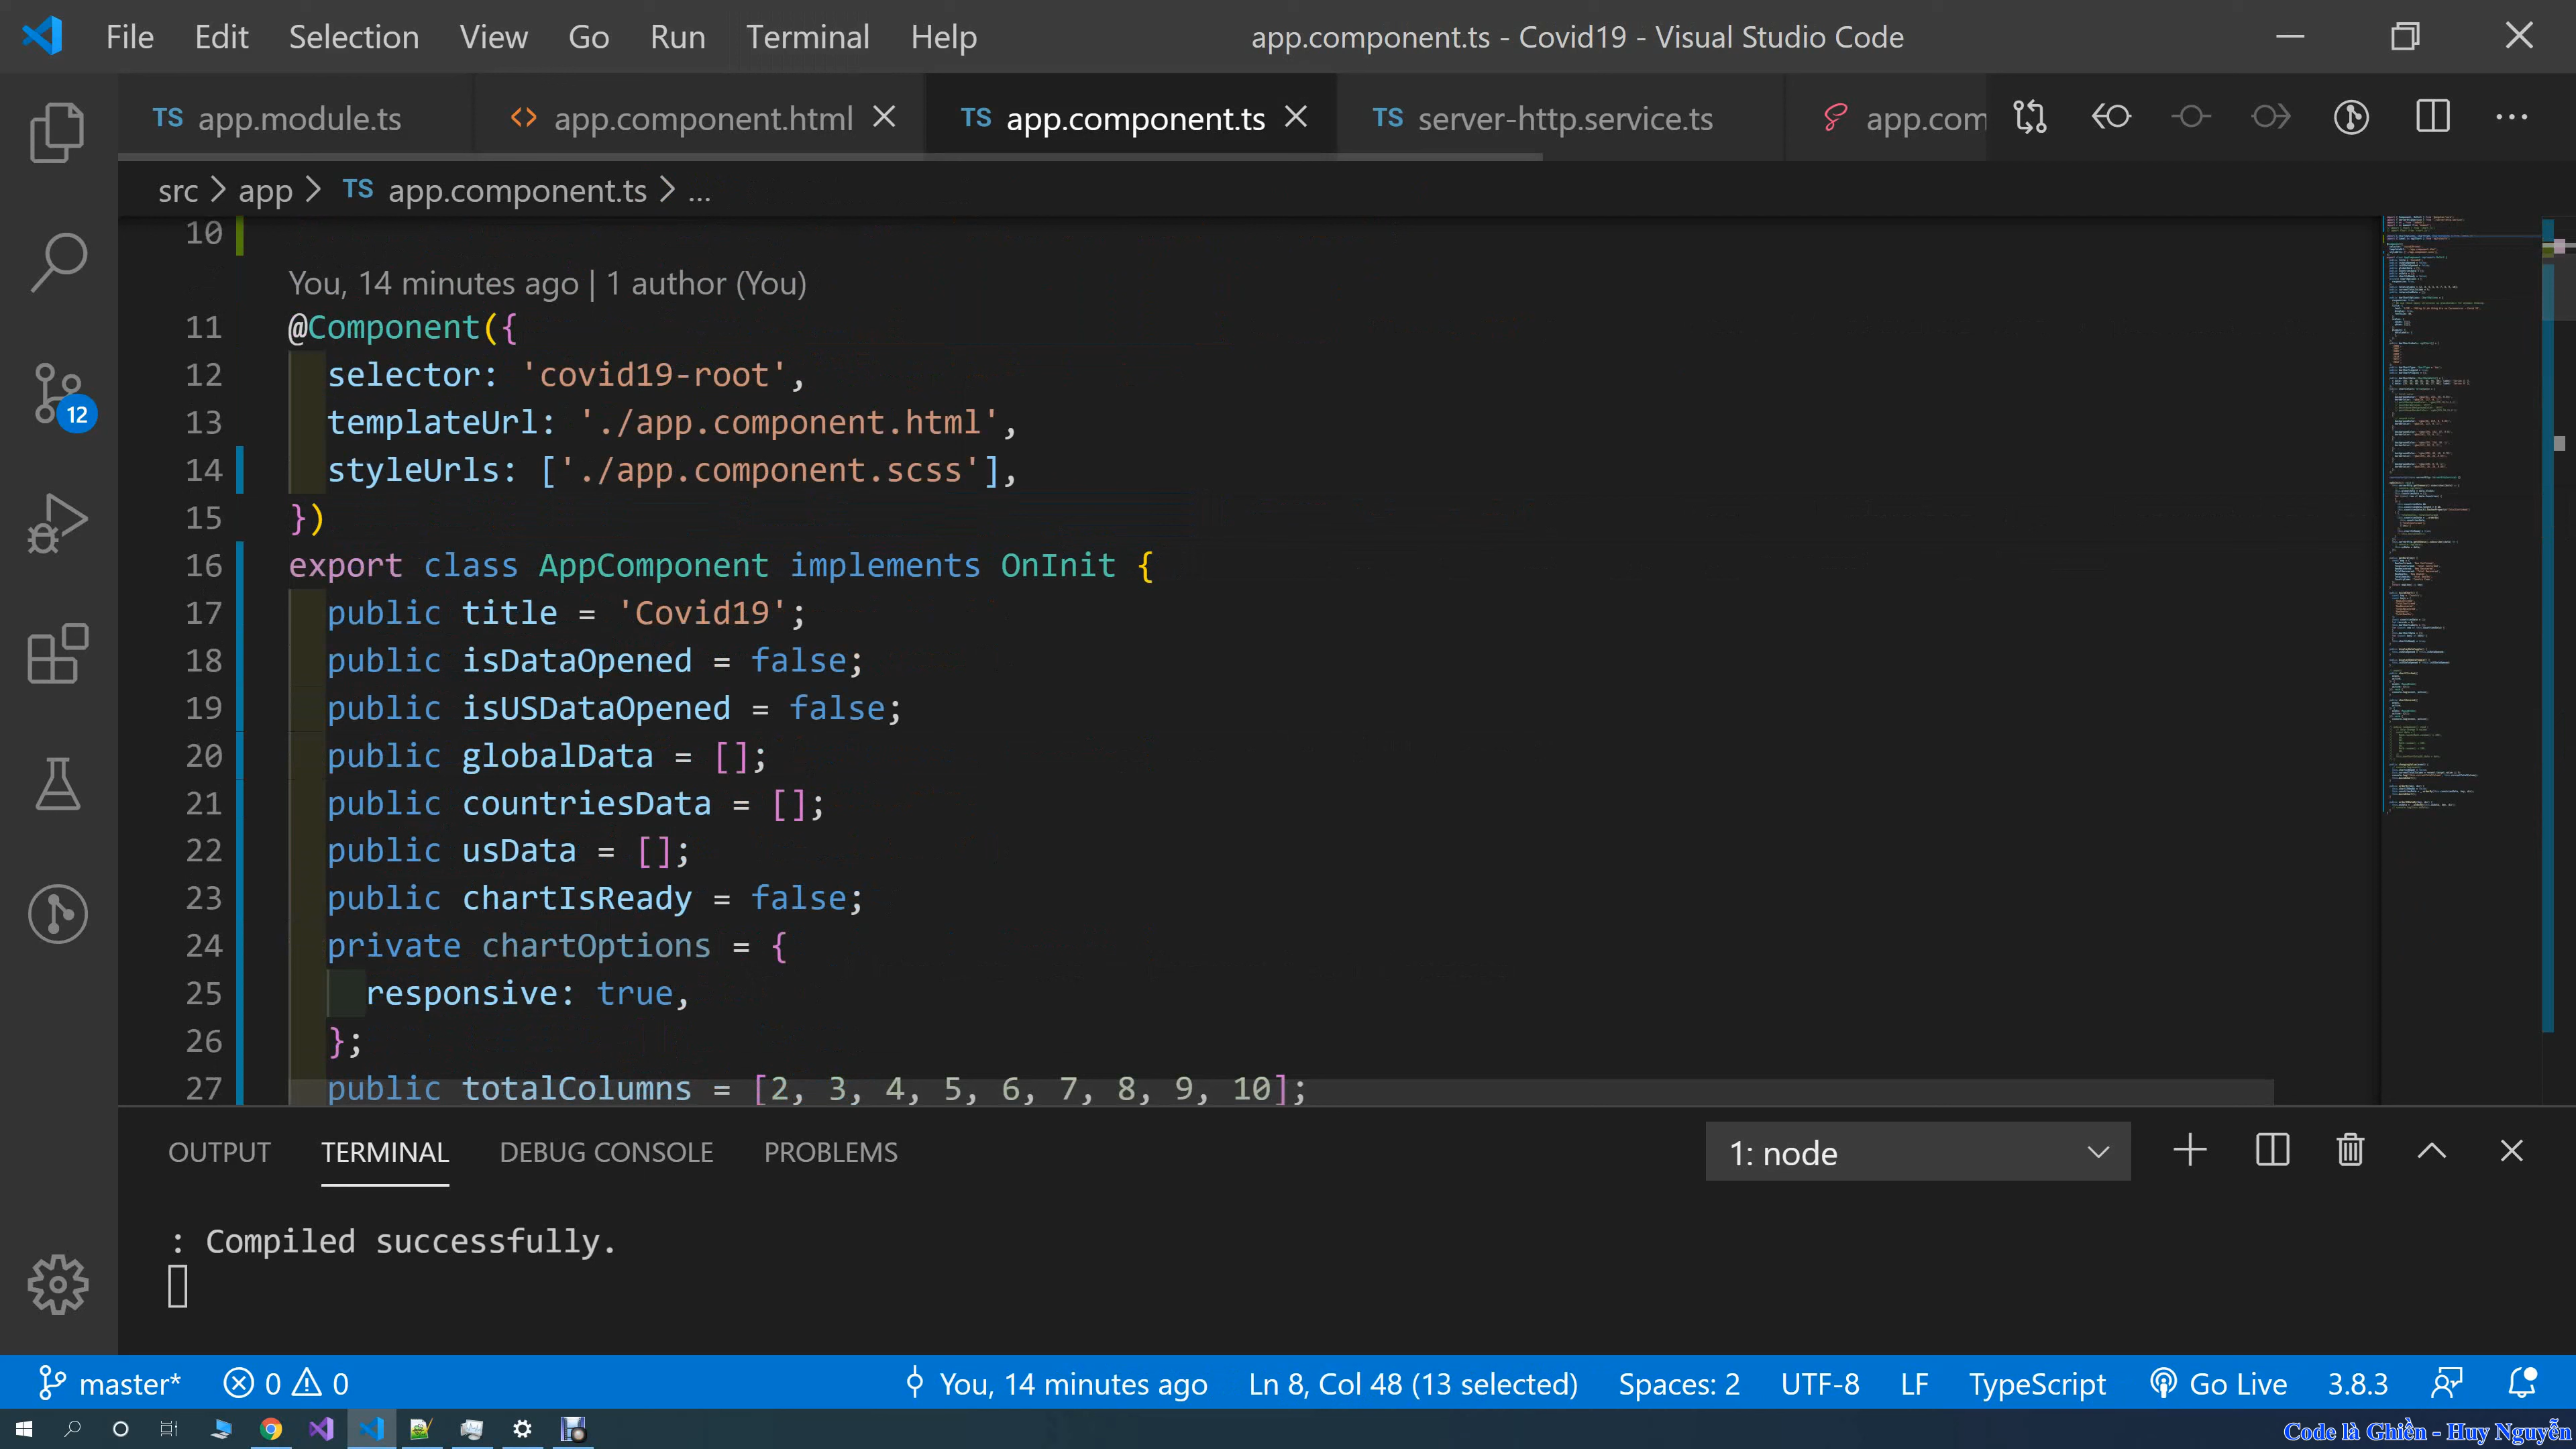 File Edit Selection View Go Run Terminal Help app.component.ts - Covid19 - Visual Studio Code
TS app.module.ts <> app.component.html TS app.component.ts TS server-http.service.ts app.com
src > app > TS app.component.ts > ...
10
You, 14 minutes ago | 1 author (You)
11 @Component({
12 selector: 'covid19-root',
13 templateUrl: './app.component.html',
14 styleUrls: ['./app.component.scss'],
15 })
16 export class AppComponent implements OnInit {
17 public title = 'Covid19';
18 public isDataOpened = false;
19 public isUSDataOpened = false;
20 public globalData = [];
21 public countriesData = [];
22 public usData = [];
23 public chartIsReady = false;
24 private chartOptions = {
25 responsive: true,
26 };
27 public totalColumns = [2, 3, 4, 5, 6, 7, 8, 9, 10];
12
OUTPUT TERMINAL DEBUG CONSOLE PROBLEMS 1: node
: Compiled successfully.
master* 0 0 You, 14 minutes ago Ln 8, Col 48 (13 selected) Spaces: 2 UTF-8 LF TypeScript Go Live 3.8.3
Code là Ghiền - Huy Nguyễn